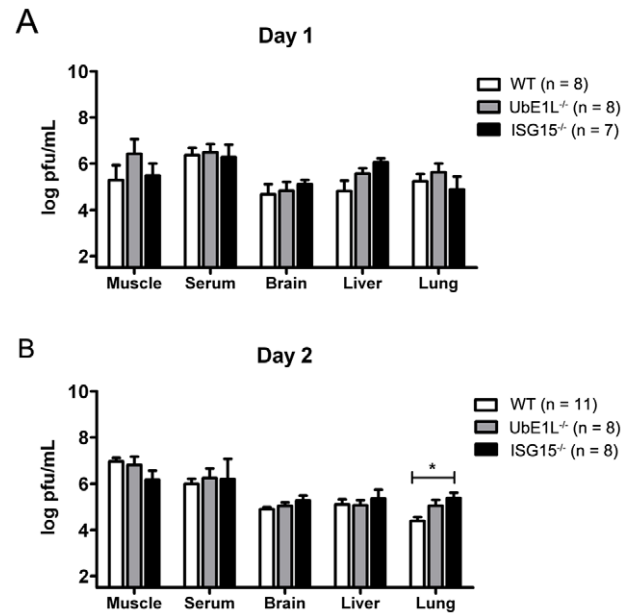 A
Day 1
log pfu/mL
10
8
6
4
2
Muscle Serum Brain Liver Lung
WT (n = 8)
UbE1L-/- (n = 8)
ISG15-/- (n = 7)
B
Day 2
log pfu/mL
10
8
6
4
2
*
Muscle Serum Brain Liver Lung
WT (n = 11)
UbE1L-/- (n = 8)
ISG15-/- (n = 8)